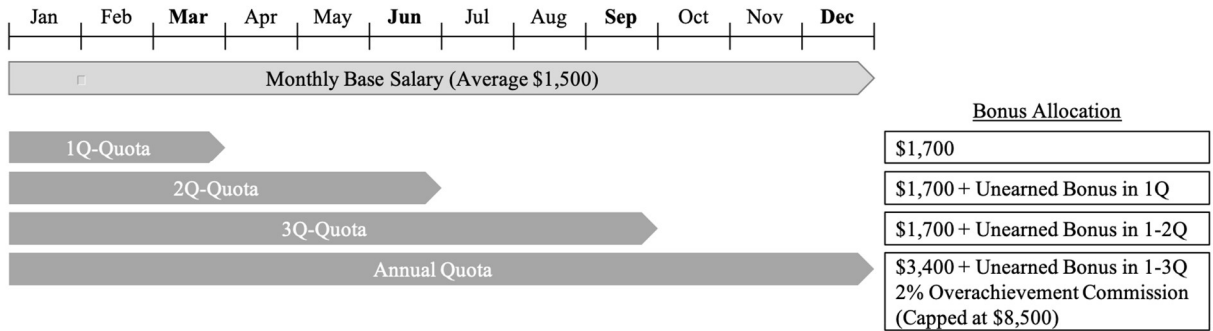 Jan Feb Mar Apr May Jun Jul Aug Sep Oct Nov Dec
Monthly Base Salary (Average $1,500)
Bonus Allocation
1Q-Quota
$1,700
2Q-Quota
$1,700 + Unearned Bonus in 1Q
3Q-Quota
$1,700 + Unearned Bonus in 1-2Q
Annual Quota
$3,400 + Unearned Bonus in 1-3Q
2% Overachievement Commission
(Capped at $8,500)